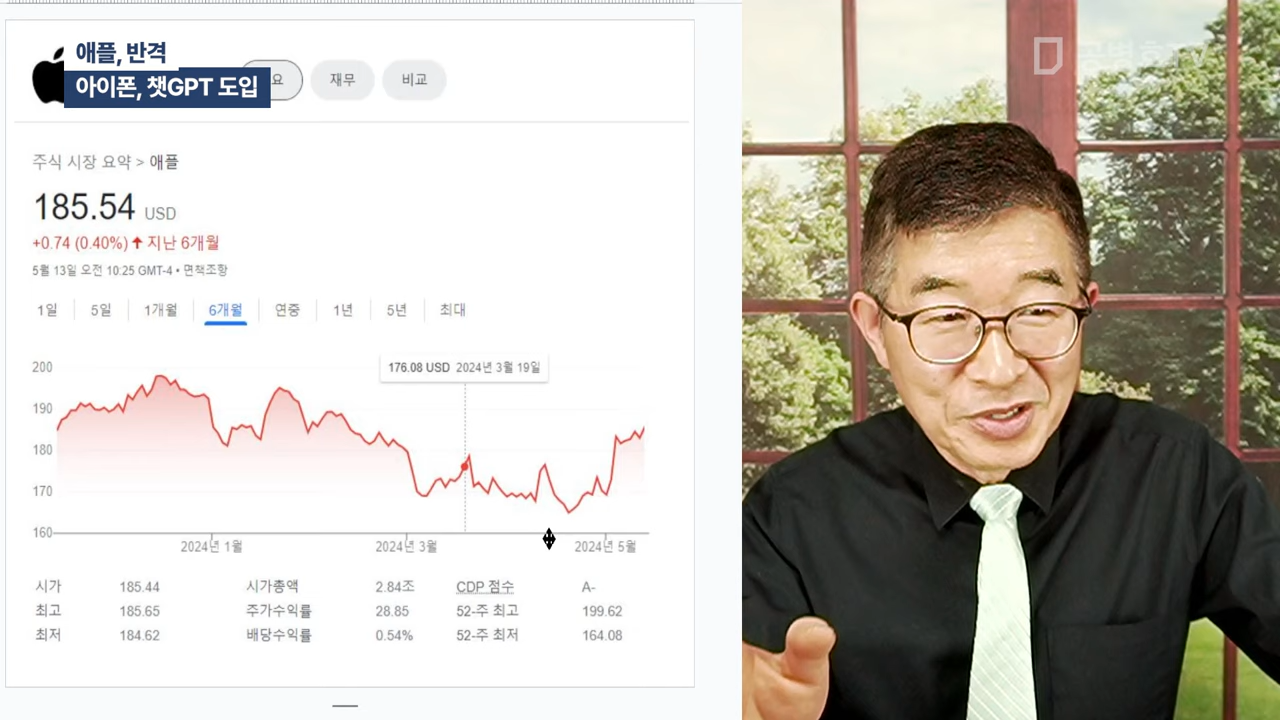 애플, 반격
아이폰, 챗GPT 도입
요
재무
비교
공병호TV
주식 시장 요약 > 애플
185.54 USD
+0.74 (0.40%) 지난 6개월
5월 13일 오전 10:25 GMT-4 • 면책조항
1일 5일 1개월 6개월 연중 1년 5년 최대
176.08 USD 2024년 3월 19일
200
190
180
170
160
2024년 1월 2024년 3월 2024년 5월
시가 185.44 시가총액 2.84조 CDP 점수 A-
최고 185.65 주가수익률 28.85 52-주 최고 199.62
최저 184.62 배당수익률 0.54% 52-주 최저 164.08